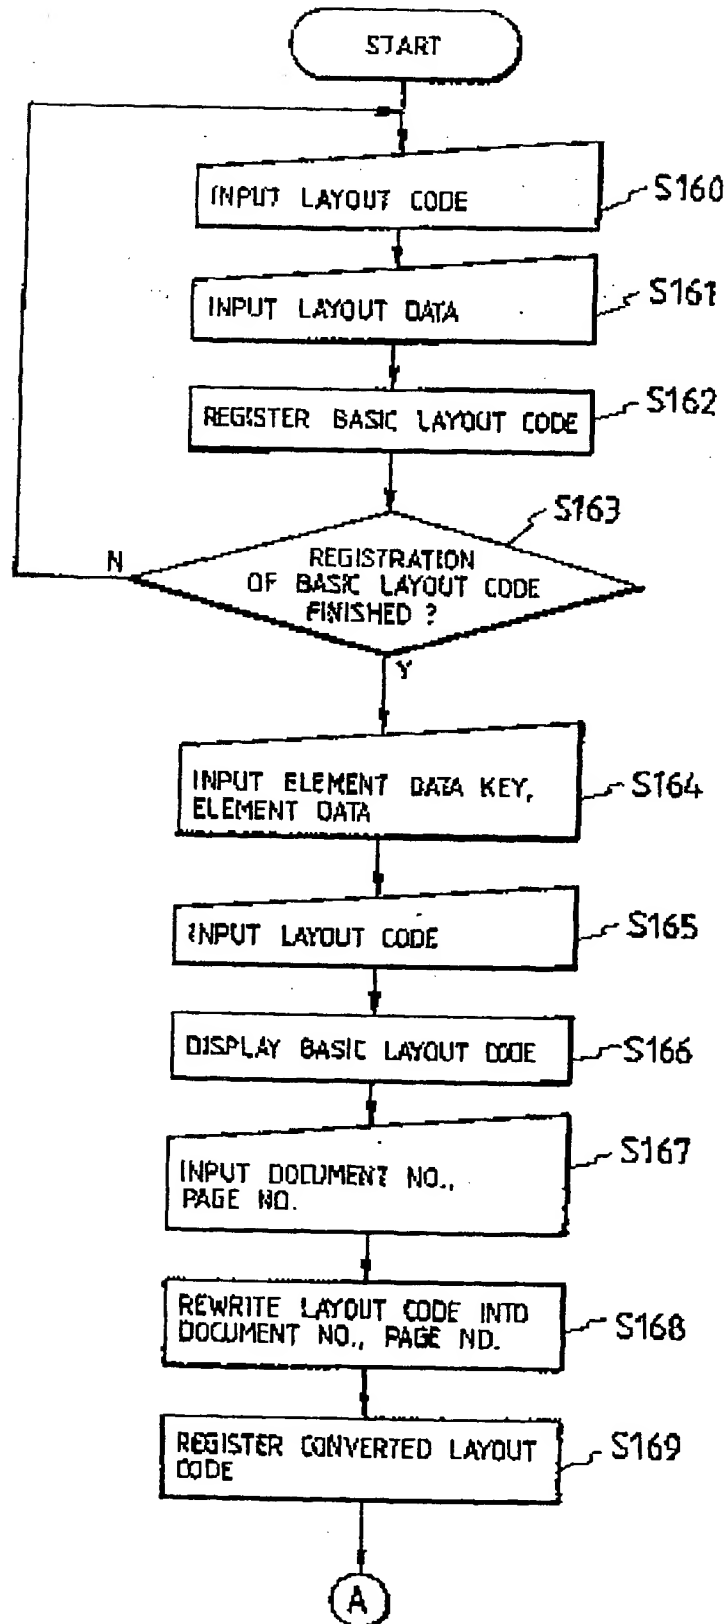 START
INPUT LAYOUT CODE
S160
INPUT LAYOUT DATA
S161
REGISTER BASIC LAYOUT CODE
S162
S163
N
REGISTRATION
OF BASIC LAYOUT CODE
FINISHED ?
Y
INPUT ELEMENT DATA KEY,
ELEMENT DATA
S164
INPUT LAYOUT CODE
S165
DISPLAY BASIC LAYOUT CODE
S166
INPUT DOCUMENT NO.,
PAGE NO.
S167
REWRITE LAYOUT CODE INTO
DOCUMENT NO., PAGE NO.
S168
REGISTER CONVERTED LAYOUT
CODE
S169
A